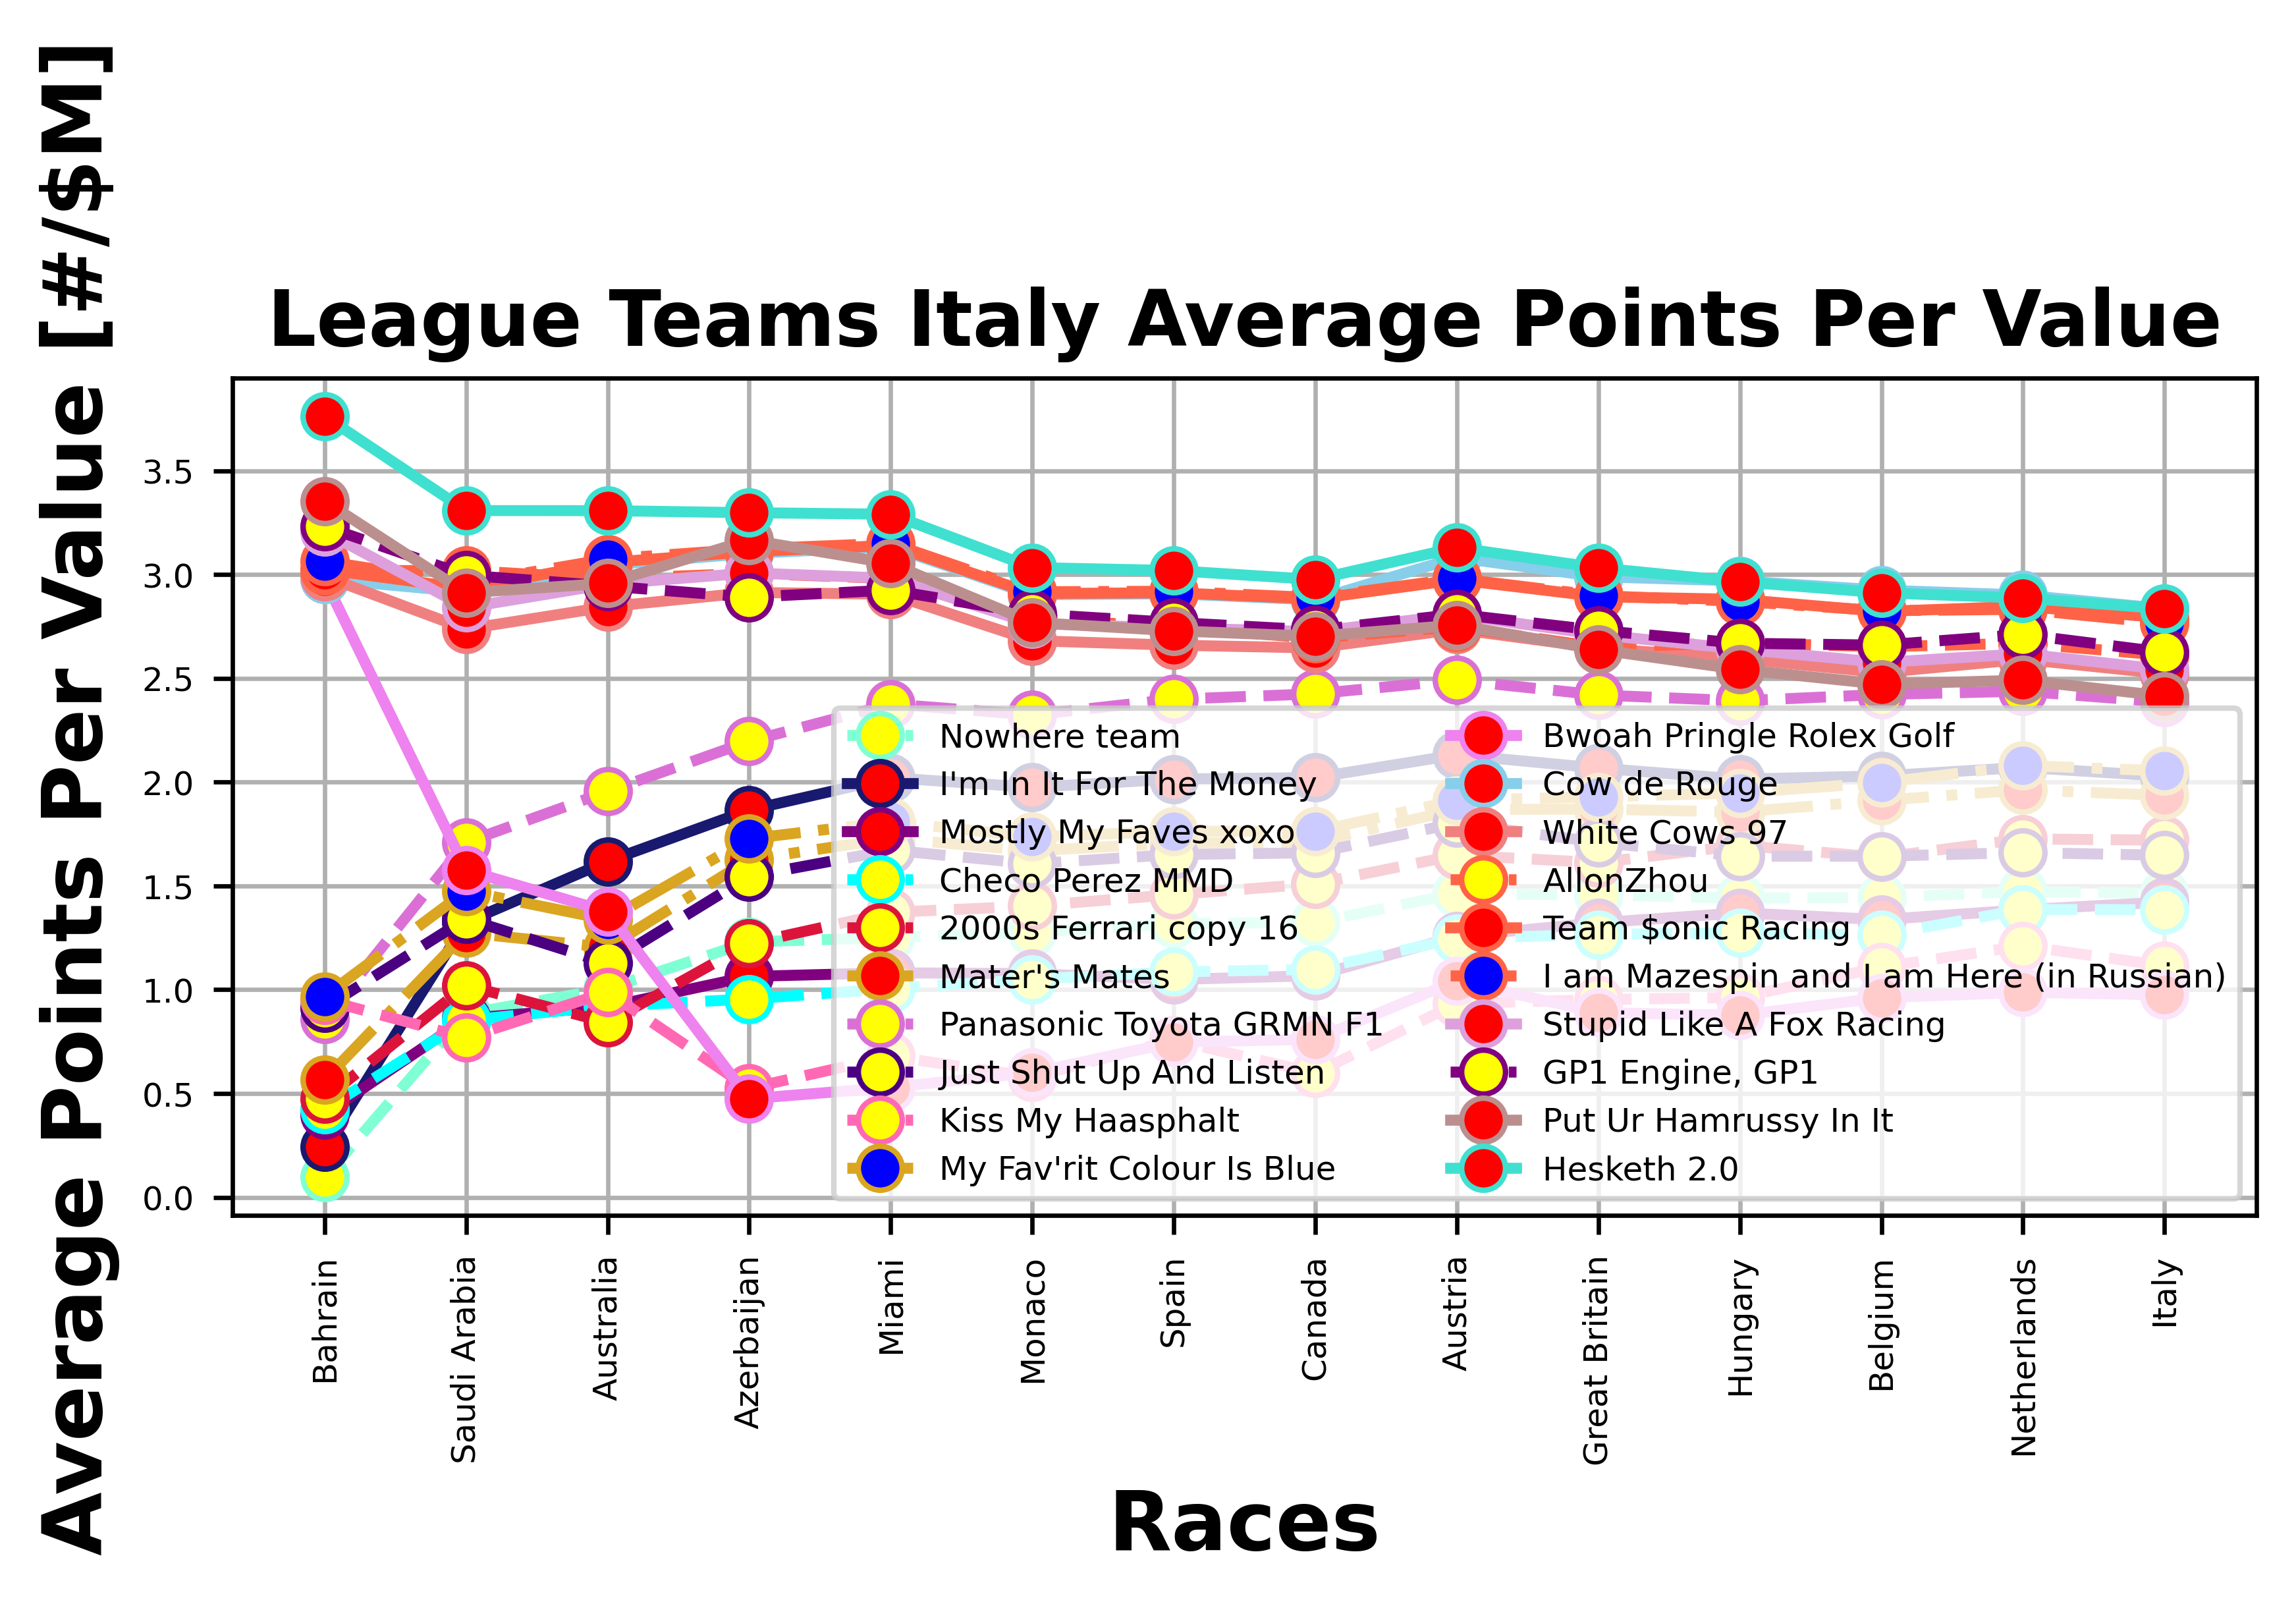 League Teams Italy Average Points Per Value
Average Points Per Value [#/$M]
3.5
3.0
2.5
2.0
1.5
1.0
0.5
0.0
Nowhere team
I'm In It For The Money
Mostly My Faves xoxo
Checo Perez MMD
2000s Ferrari copy 16
Mater's Mates
Panasonic Toyota GRMN F1
Just Shut Up And Listen
Kiss My Haasphalt
My Fav'rit Colour Is Blue
Bwoah Pringle Rolex Golf
Cow de Rouge
White Cows 97
AllonZhou
Team $onic Racing
I am Mazespin and I am Here (in Russian)
Stupid Like A Fox Racing
GP1 Engine, GP1
Put Ur Hamrussy In It
Hesketh 2.0
Bahrain
Saudi Arabia
Australia
Azerbaijan
Miami
Monaco
Spain
Canada
Austria
Great Britain
Hungary
Belgium
Netherlands
Italy
Races